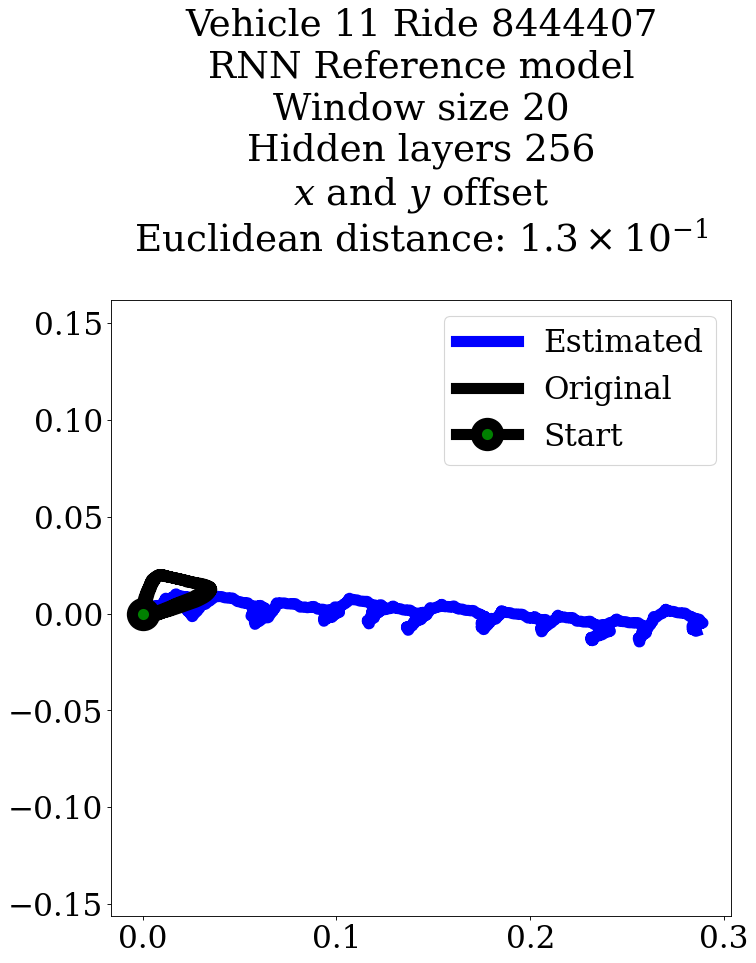 Vehicle 11 Ride 8444407
RNN Reference model
Window size 20
Hidden layers 256
x and y offset
Euclidean distance: 1.3 × 10⁻¹
Estimated
Original
Start
0.15
0.10
0.05
0.00
−0.05
−0.10
−0.15
0.0 0.1 0.2 0.3